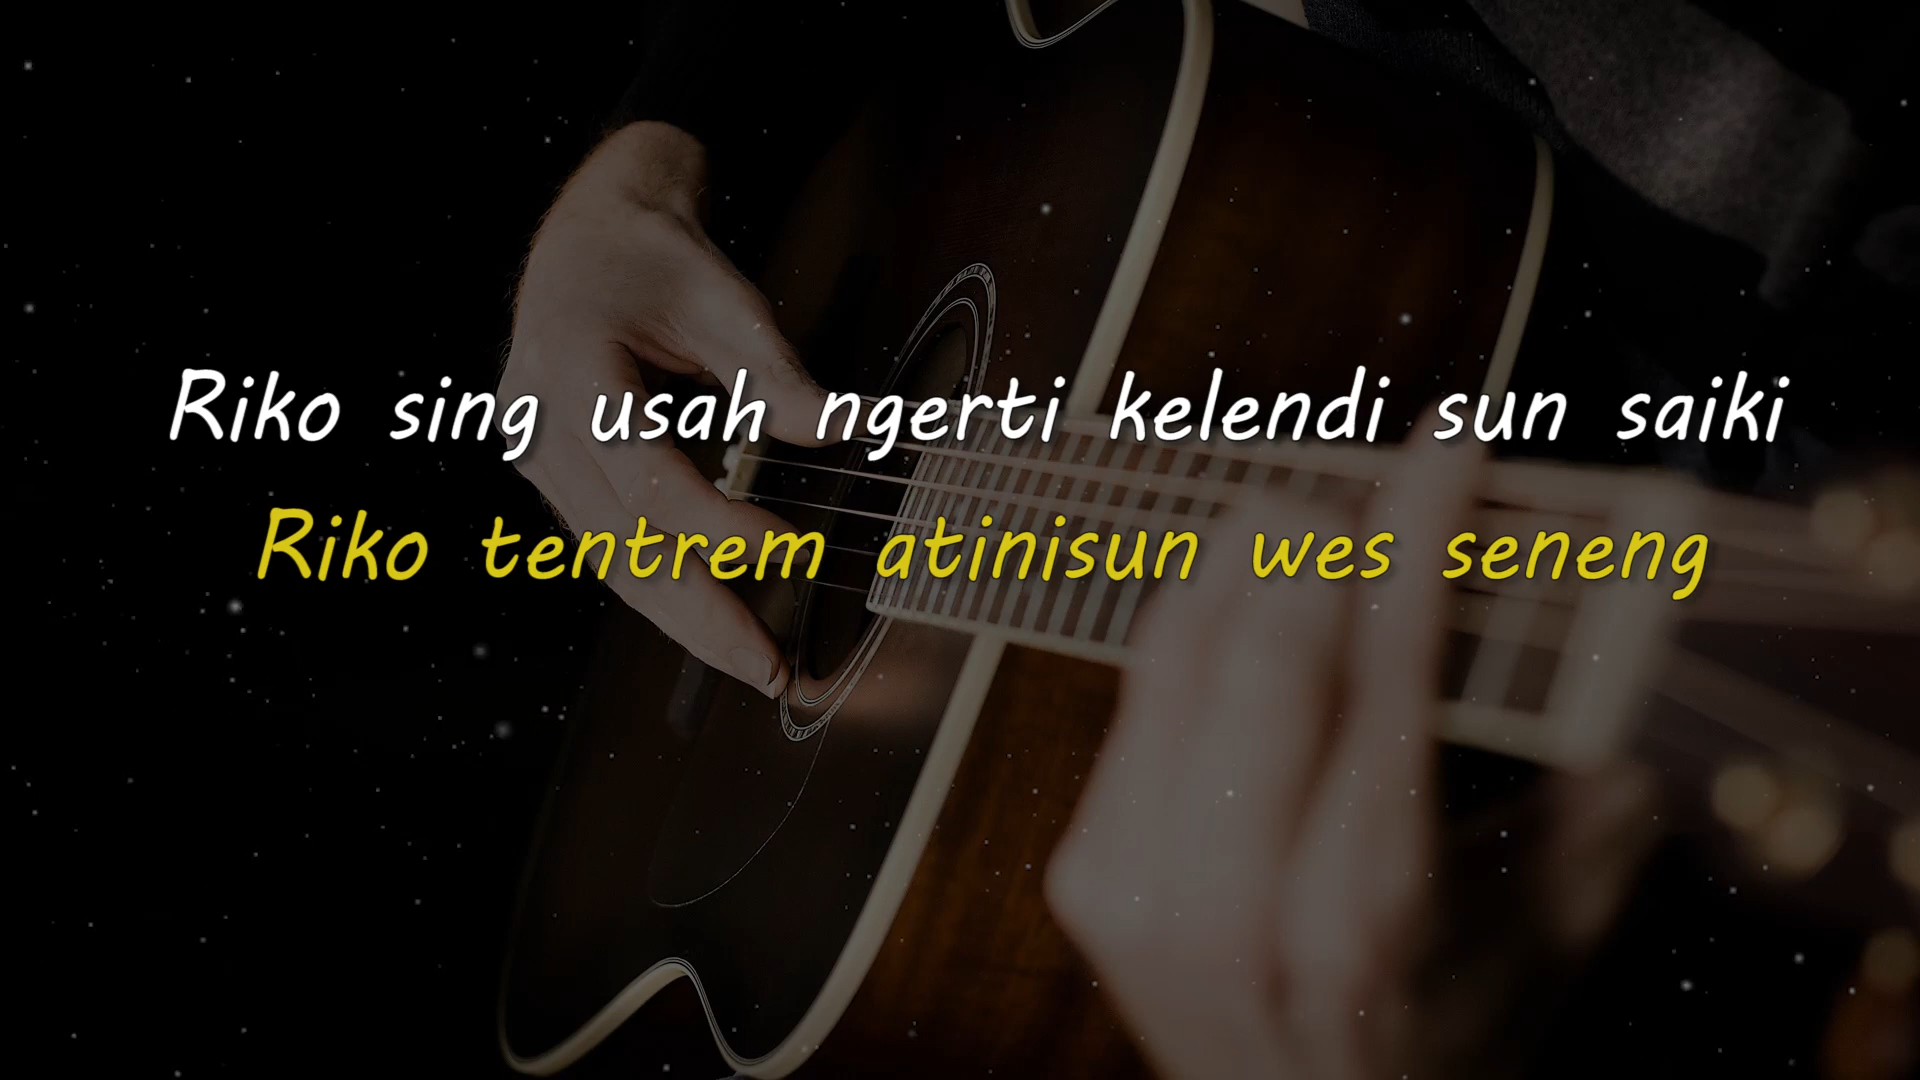 Riko sing usah ngerti kelendi sun saiki
Riko tentrem atinisun wes seneng